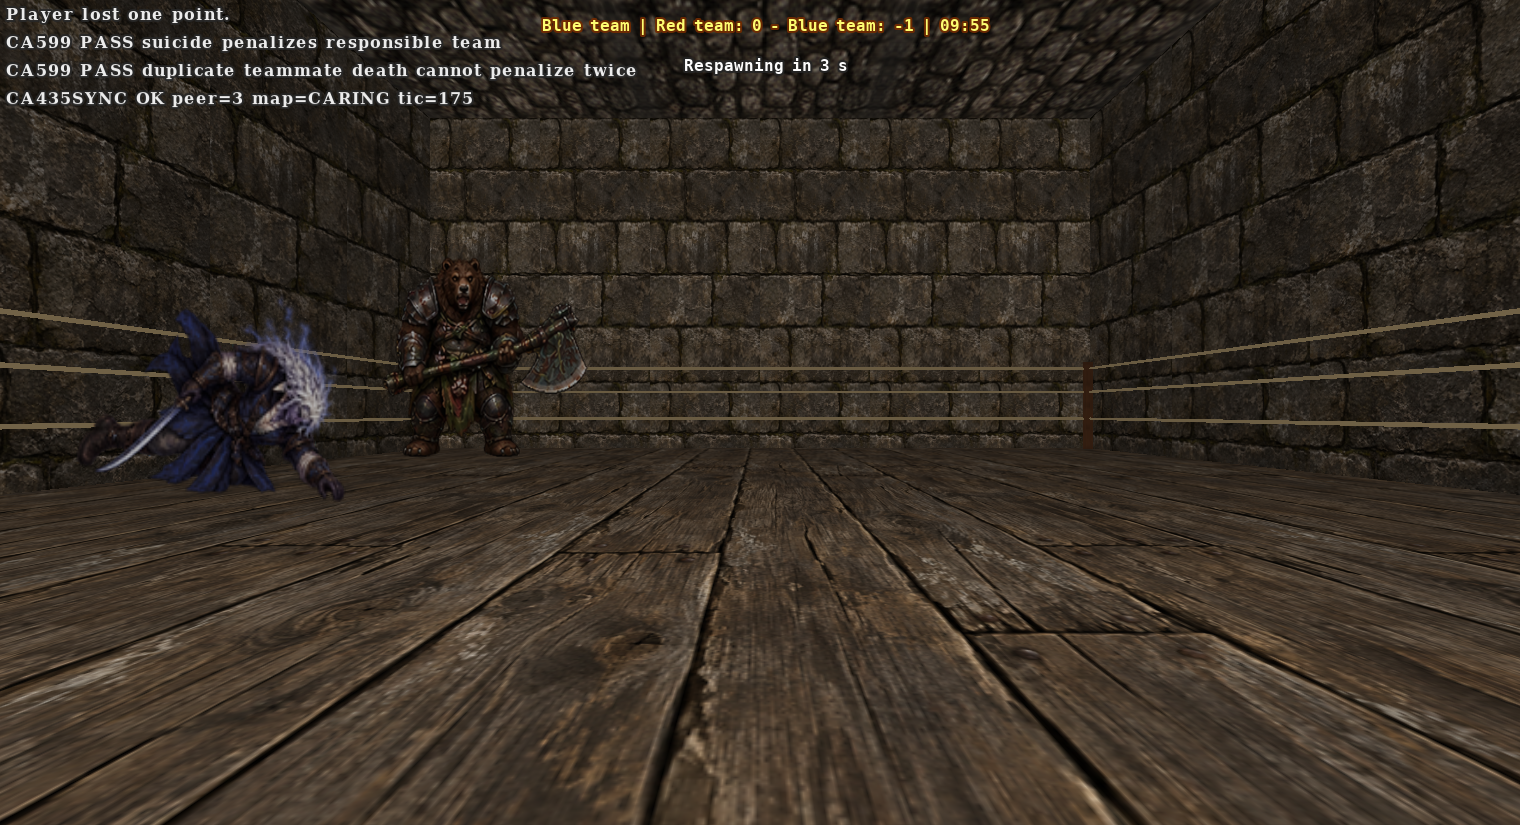 Player lost one point.
Blue team | Red team: 0 - Blue team: -1 | 09:55
CA599 PASS suicide penalizes responsible team
CA599 PASS duplicate teammate death cannot penalize twice
Respawning in 3 s
CA435SYNC OK peer=3 map=CARING tic=175